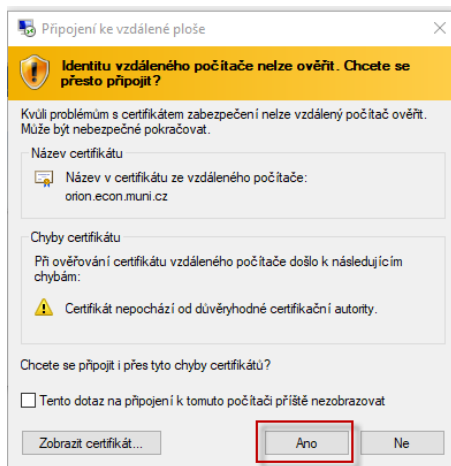 Připojení ke vzdálené ploše
Identitu vzdáleného počítače nelze ověřit. Chcete se
přesto připojit?
Kvůli problémům s certifikátem zabezpečení nelze vzdálený počítač ověřit.
Může být nebezpečné pokračovat.
Název certifikátu
Název v certifikátu ze vzdáleného počítače:
orion.econ.muni.cz
Chyby certifikátu
Při ověřování certifikátu vzdáleného počítače došlo k následujícím
chybám:
Certifikát nepochází od důvěryhodné certifikační autority.
Chcete se připojit i přes tyto chyby certifikátů?
Tento dotaz na připojení k tomuto počítači příště nezobrazovat
Zobrazit certifikát...
Ano
Ne